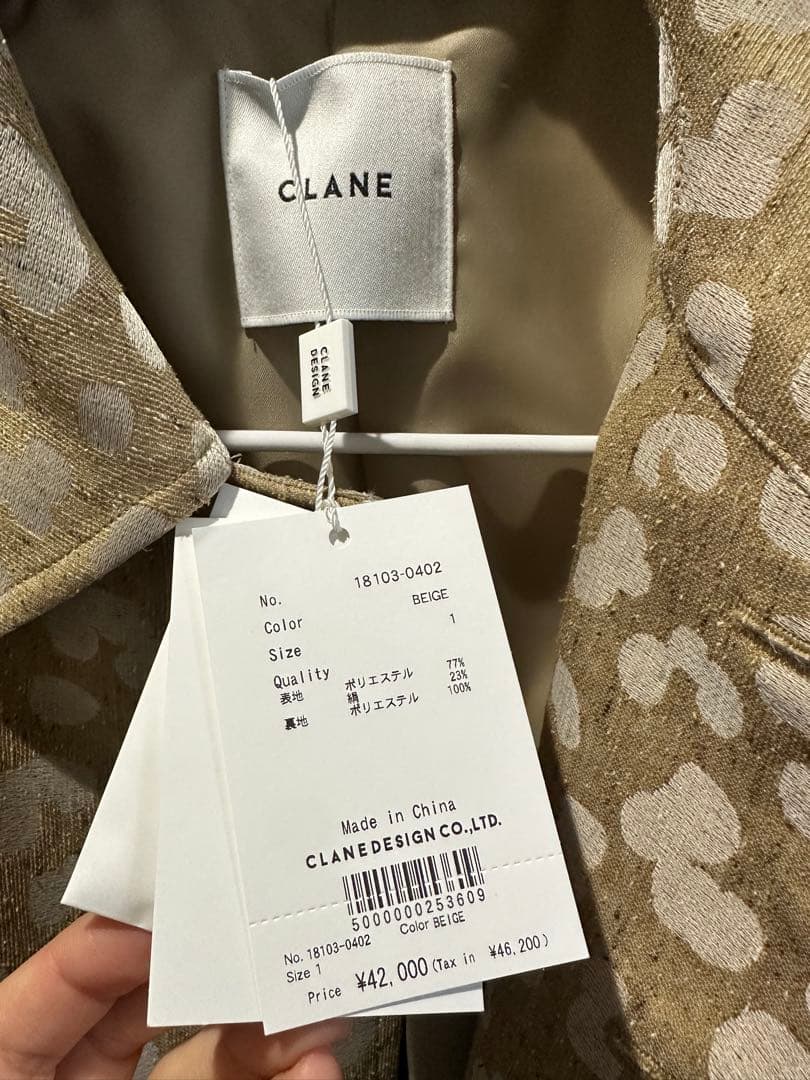 CLANE
CLANE
DESIGN
No. 18103-0402
Color BEIGE
Size 1
Quality
表地 ポリエステル 77%
絹 23%
裏地 ポリエステル 100%
Made in China
CLANE DESIGN CO.,LTD.
5000000253609
No. 18103-0402 Color BEIGE
Size 1
Price ¥42,000(Tax in ¥46,200)